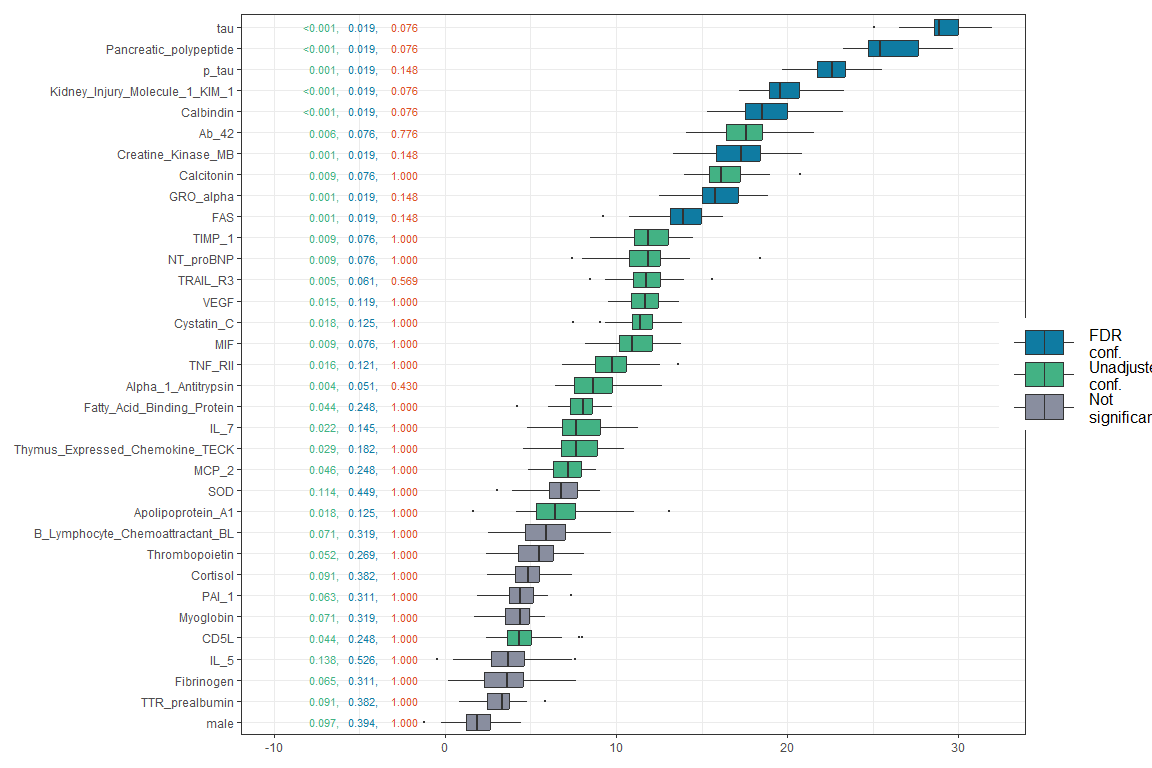 tau <0.001, 0.019, 0.076
Pancreatic_polypeptide <0.001, 0.019, 0.076
p_tau 0.001, 0.019, 0.148
Kidney_Injury_Molecule_1_KIM_1 <0.001, 0.019, 0.076
Calbindin <0.001, 0.019, 0.076
Ab_42 0.006, 0.076, 0.776
Creatine_Kinase_MB 0.001, 0.019, 0.148
Calcitonin 0.009, 0.076, 1.000
GRO_alpha 0.001, 0.019, 0.148
FAS 0.001, 0.019, 0.148
TIMP_1 0.009, 0.076, 1.000
NT_proBNP 0.009, 0.076, 1.000
TRAIL_R3 0.005, 0.061, 0.569
VEGF 0.015, 0.119, 1.000
Cystatin_C 0.018, 0.125, 1.000
MIF 0.009, 0.076, 1.000
TNF_RII 0.016, 0.121, 1.000
Alpha_1_Antitrypsin 0.004, 0.051, 0.430
Fatty_Acid_Binding_Protein 0.044, 0.248, 1.000
IL_7 0.022, 0.145, 1.000
Thymus_Expressed_Chemokine_TECK 0.029, 0.182, 1.000
MCP_2 0.046, 0.248, 1.000
SOD 0.114, 0.449, 1.000
Apolipoprotein_A1 0.018, 0.125, 1.000
B_Lymphocyte_Chemoattractant_BL 0.071, 0.319, 1.000
Thrombopoietin 0.052, 0.269, 1.000
Cortisol 0.091, 0.382, 1.000
PAI_1 0.063, 0.311, 1.000
Myoglobin 0.071, 0.319, 1.000
CD5L 0.044, 0.248, 1.000
IL_5 0.138, 0.526, 1.000
Fibrinogen 0.065, 0.311, 1.000
TTR_prealbumin 0.091, 0.382, 1.000
male 0.097, 0.394, 1.000
-10 0 10 20 30
FDR
conf.
Unadjuste
conf.
Not
significar